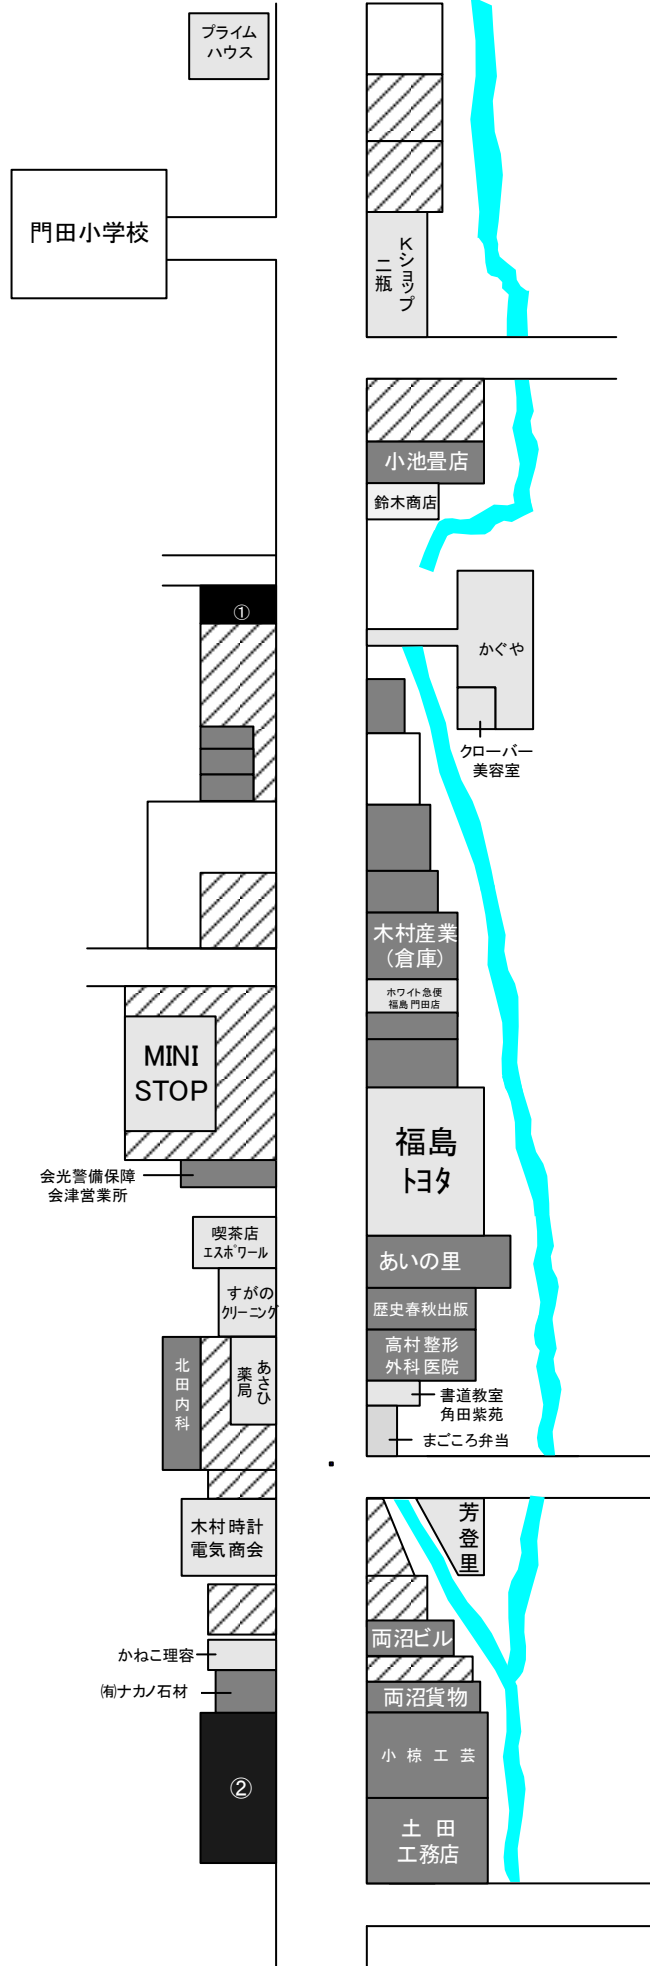 プライム
ハウス
門田小学校
Kショップ
二瓶
小池畳店
鈴木商店
①
かぐや
クローバー
美容室
木村産業
(倉庫)
ホワイト急便
福島門田店
MINI
STOP
福島
トヨタ
会光警備保障
会津営業所
喫茶店
エスポワール
あいの里
すがの
クリーニング
歴史春秋出版
高村整形
外科医院
北田内科
あさひ
薬局
書道教室
角田紫苑
まごころ弁当
木村時計
電気商会
芳登里
両沼ビル
かねこ理容
㈲ナカノ石材
両沼貨物
小椋工芸
②
土田
工務店